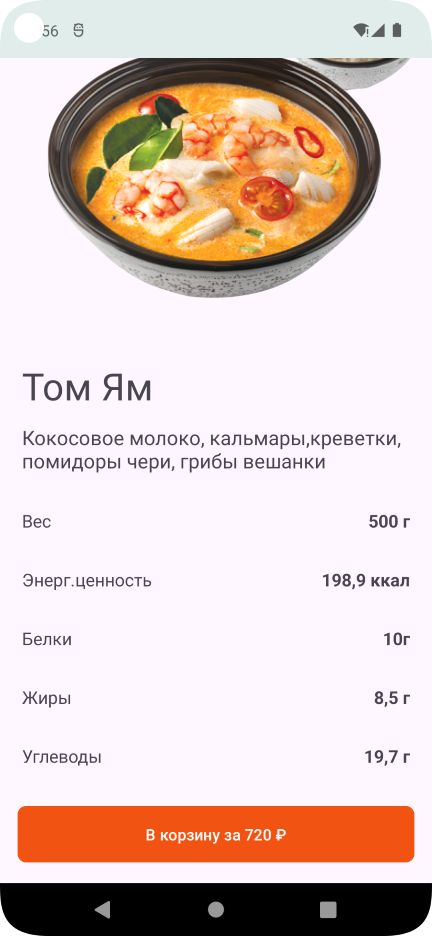 56
Том Ям
Кокосовое молоко, кальмары,креветки,
помидоры чери, грибы вешанки
Вес 500 г
Энерг.ценность 198,9 ккал
Белки 10г
Жиры 8,5 г
Углеводы 19,7 г
В корзину за 720 ₽